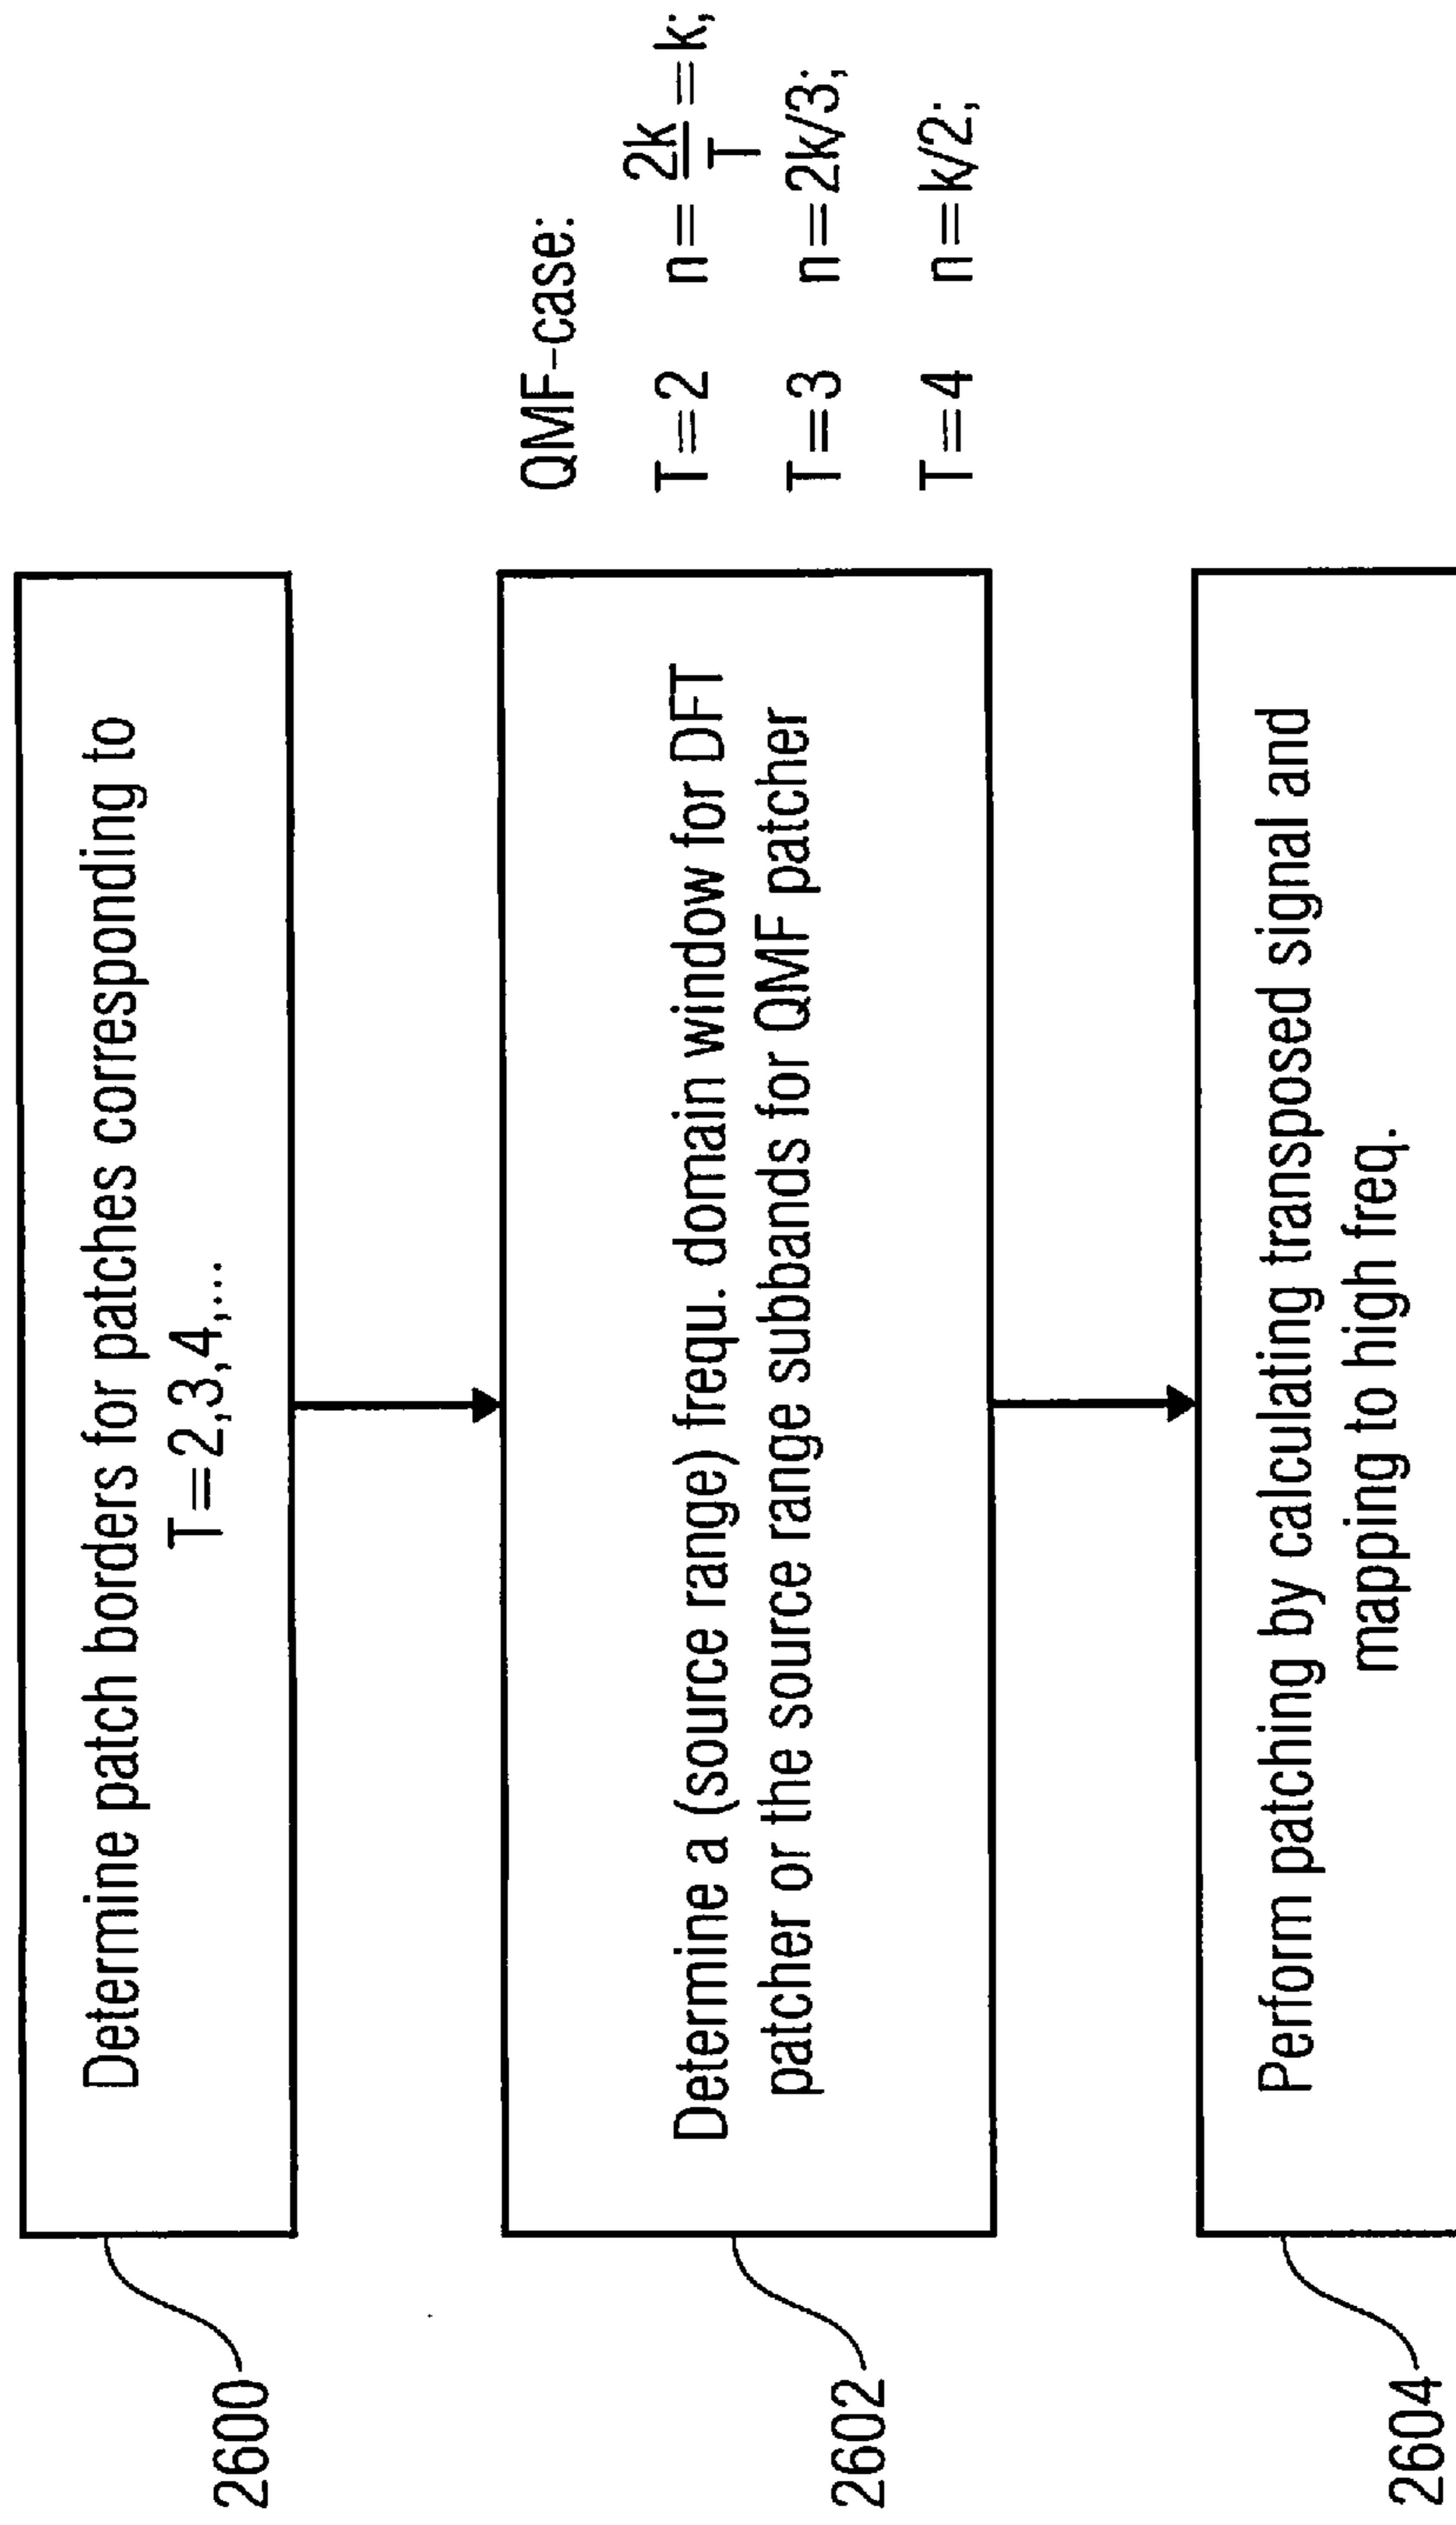 2600
Determine patch borders for patches corresponding to
T=2,3,4,...
2602
Determine a (source range) frequ. domain window for DFT
patcher or the source range subbands for QMF patcher
QMF-case:
T=2 n=2k/T=k;
T=3 n=2k/3;
T=4 n=k/2;
2604
Perform patching by calculating transposed signal and
mapping to high freq.